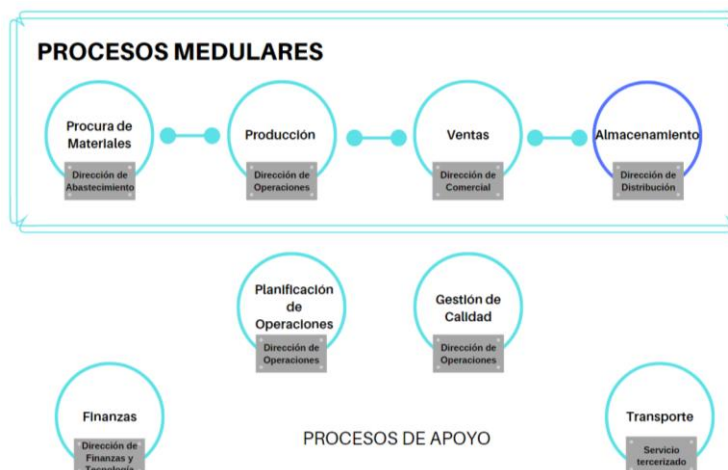 PROCESOS MEDULARES
Procura de
Materiales
Dirección de
Abastecimiento
Producción
Dirección de
Operaciones
Ventas
Dirección de
Comercial
Almacenamiento
Dirección de
Distribución
Planificación
de
Operaciones
Dirección de
Operaciones
Gestión de
Calidad
Dirección de
Operaciones
Finanzas
Dirección de
Finanzas y
Tecnología
PROCESOS DE APOYO
Transporte
Servicio
tercerizado